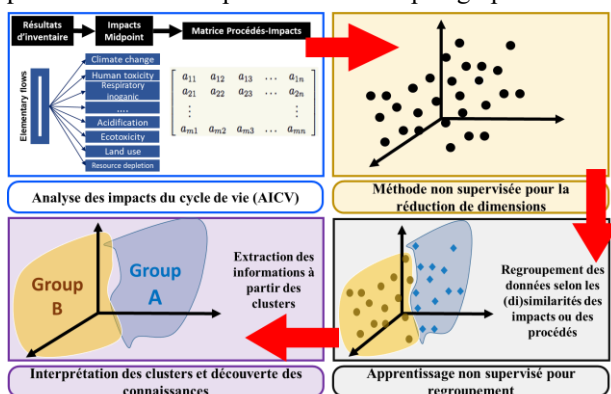 Résultats
d'inventaire
Impacts
Midpoint
Matrice Procédés-Impacts
Elementary flows
Climate change
Human toxicity
Respiratory
inoganic
....
Acidification
Ecotoxicity
Land use
Resource depletion
a11 a12 a13 ... a1n
a21 a22 a23 ... a2n
⋮ ⋮
am1 am2 am3 ... amn
Analyse des impacts du cycle de vie (AICV)
Méthode non supervisée pour la
réduction de dimensions
Group
B
Group
A
Extraction des
informations à
partir des
clusters
Regroupement des
données selon les
(di)similarités des
impacts ou des
procédés
Interprétation des clusters et découverte des
connaissances
Apprentissage non supervisé pour
regroupement